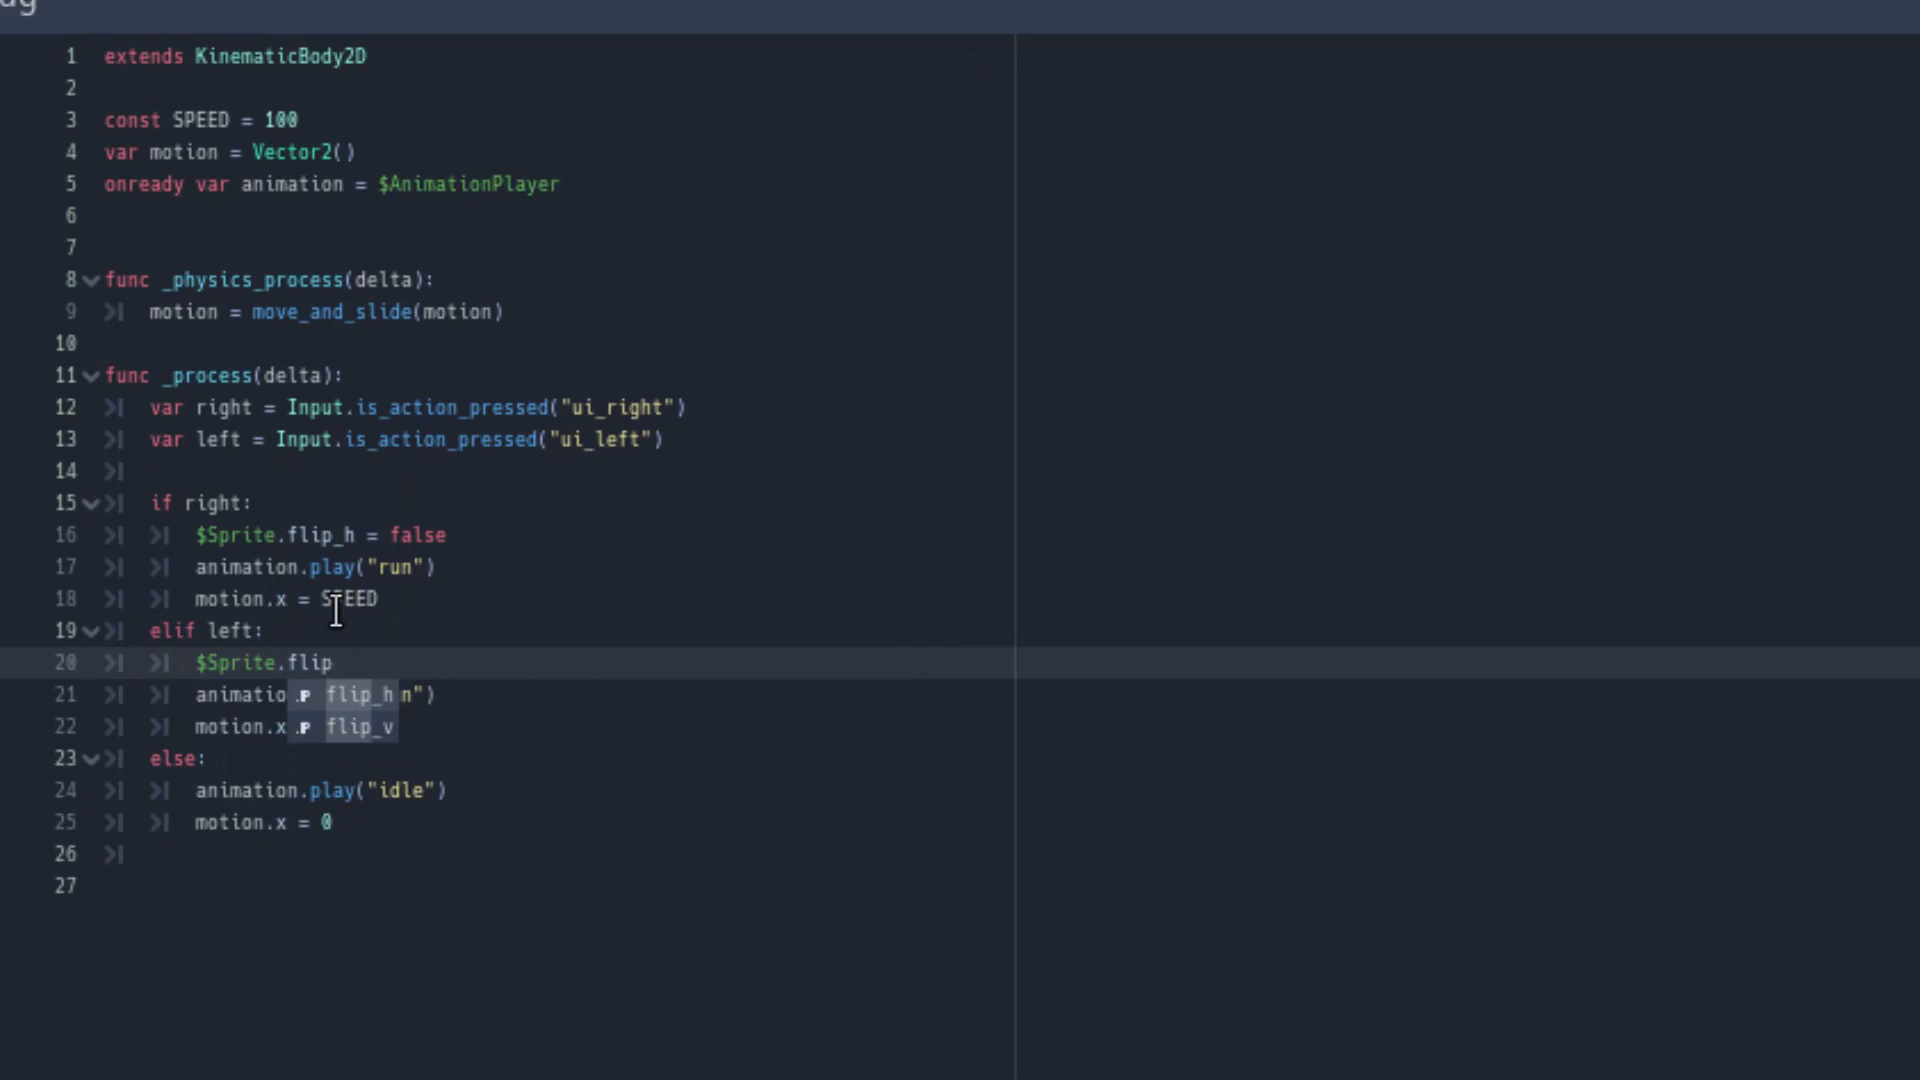 1 extends KinematicBody2D
2
3 const SPEED = 100
4 var motion = Vector2()
5 onready var animation = $AnimationPlayer
6
7
8 func _physics_process(delta):
9 motion = move_and_slide(motion)
10
11 func _process(delta):
12 var right = Input.is_action_pressed("ui_right")
13 var left = Input.is_action_pressed("ui_left")
14
15 if right:
16 $Sprite.flip_h = false
17 animation.play("run")
18 motion.x = SPEED
19 elif left:
20 $Sprite.flip
21 animatio flip_h n")
22 motion.x flip_v
23 else:
24 animation.play("idle")
25 motion.x = 0
26
27